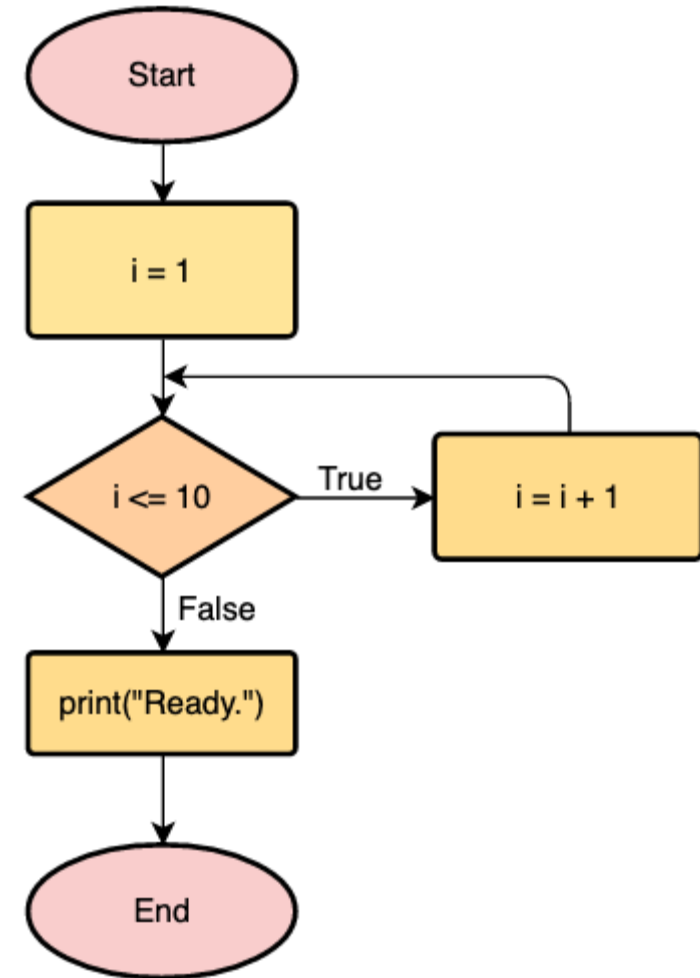 Start
i = 1
i <= 10
True
i = i + 1
False
print("Ready.")
End